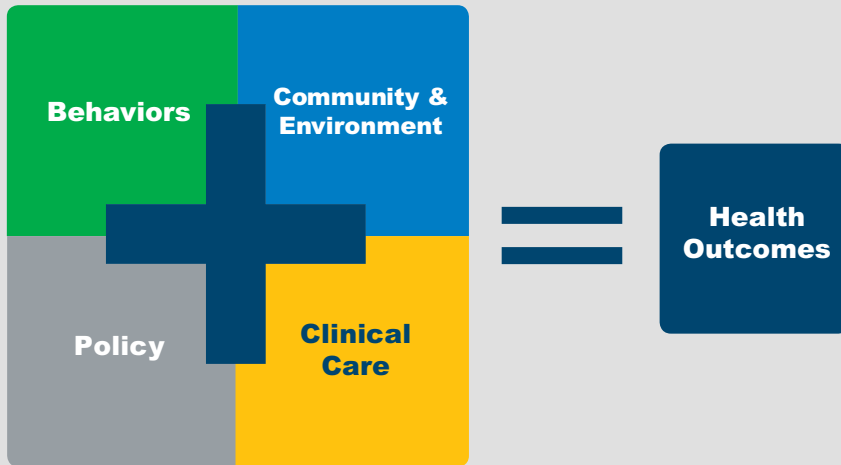 Behaviors
Community &
Environment
Policy
Clinical
Care
Health
Outcomes